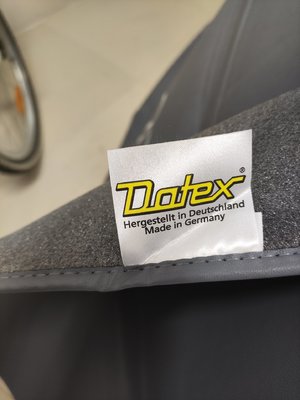 Datex®
Hergestellt in Deutschland
Made in Germany